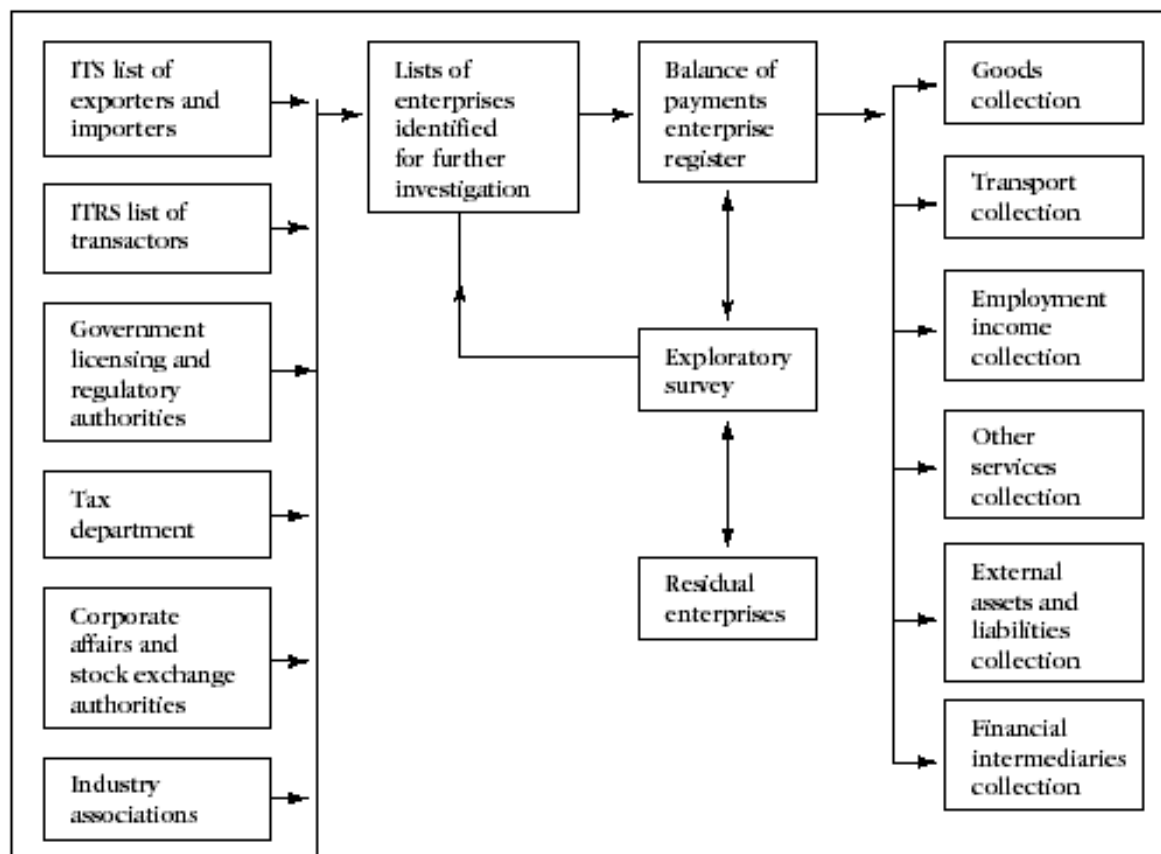 ITS list of
exporters and
importers
ITRS list of
transactors
Government
licensing and
regulatory
authorities
Tax
department
Corporate
affairs and
stock exchange
authorities
Industry
associations
Lists of
enterprises
identified
for further
investigation
Balance of
payments
enterprise
register
Exploratory
survey
Residual
enterprises
Goods
collection
Transport
collection
Employment
income
collection
Other
services
collection
External
assets and
liabilities
collection
Financial
intermediaries
collection